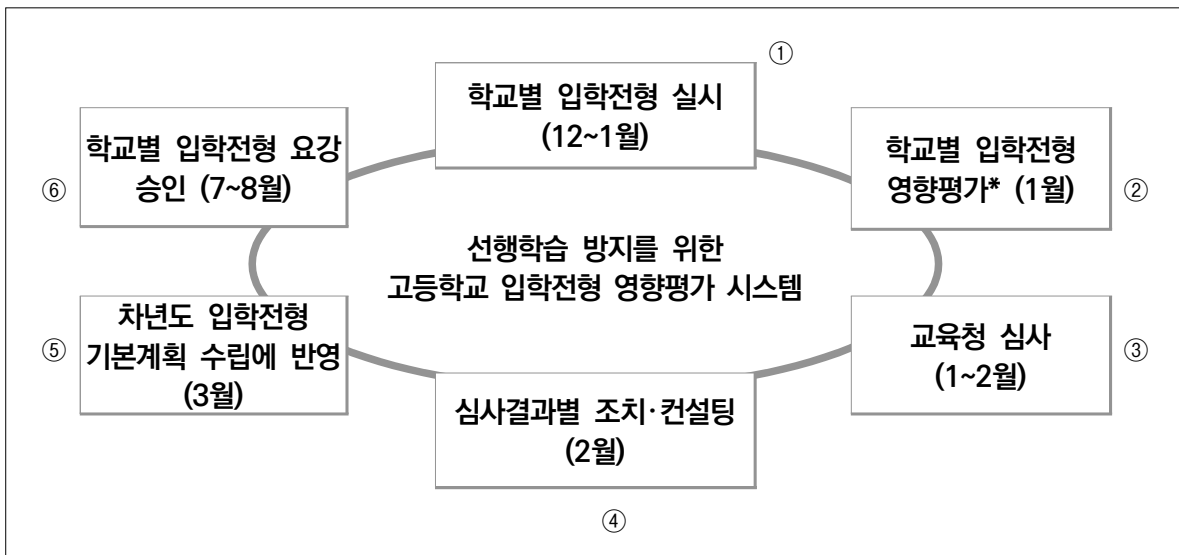 ①
학교별 입학전형 실시
(12~1월)
학교별 입학전형
영향평가* (1월)
②
교육청 심사
(1~2월)
③
심사결과별 조치·컨설팅
(2월)
④
차년도 입학전형
기본계획 수립에 반영
(3월)
⑤
학교별 입학전형 요강
승인 (7~8월)
⑥
선행학습 방지를 위한
고등학교 입학전형 영향평가 시스템